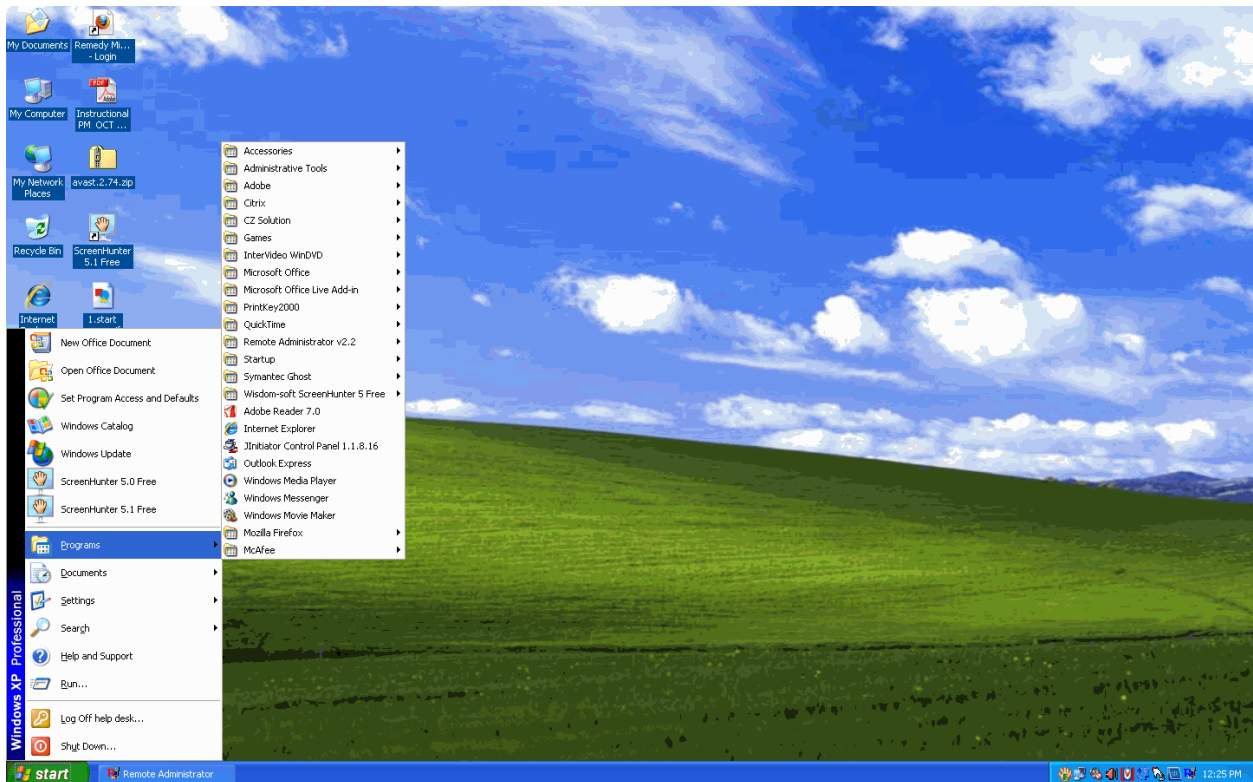 My Documents
Remedy Mi...
- Login
My Computer
Instructional
PM OCT ...
My Network
Places
avast.2.74.zip
Recycle Bin
ScreenHunter
5.1 Free
Internet
1.start
New Office Document
Open Office Document
Set Program Access and Defaults
Windows Catalog
Windows Update
ScreenHunter 5.0 Free
ScreenHunter 5.1 Free
Programs
Documents
Settings
Search
Help and Support
Run...
Log Off help desk...
Shut Down...
Windows XP Professional
Accessories
Administrative Tools
Adobe
Citrix
CZ Solution
Games
InterVideo WinDVD
Microsoft Office
Microsoft Office Live Add-in
PrintKey2000
QuickTime
Remote Administrator v2.2
Startup
Symantec Ghost
Wisdom-soft ScreenHunter 5 Free
Adobe Reader 7.0
Internet Explorer
JInitiator Control Panel 1.1.8.16
Outlook Express
Windows Media Player
Windows Messenger
Windows Movie Maker
Mozilla Firefox
McAfee
start
Remote Administrator
12:25 PM